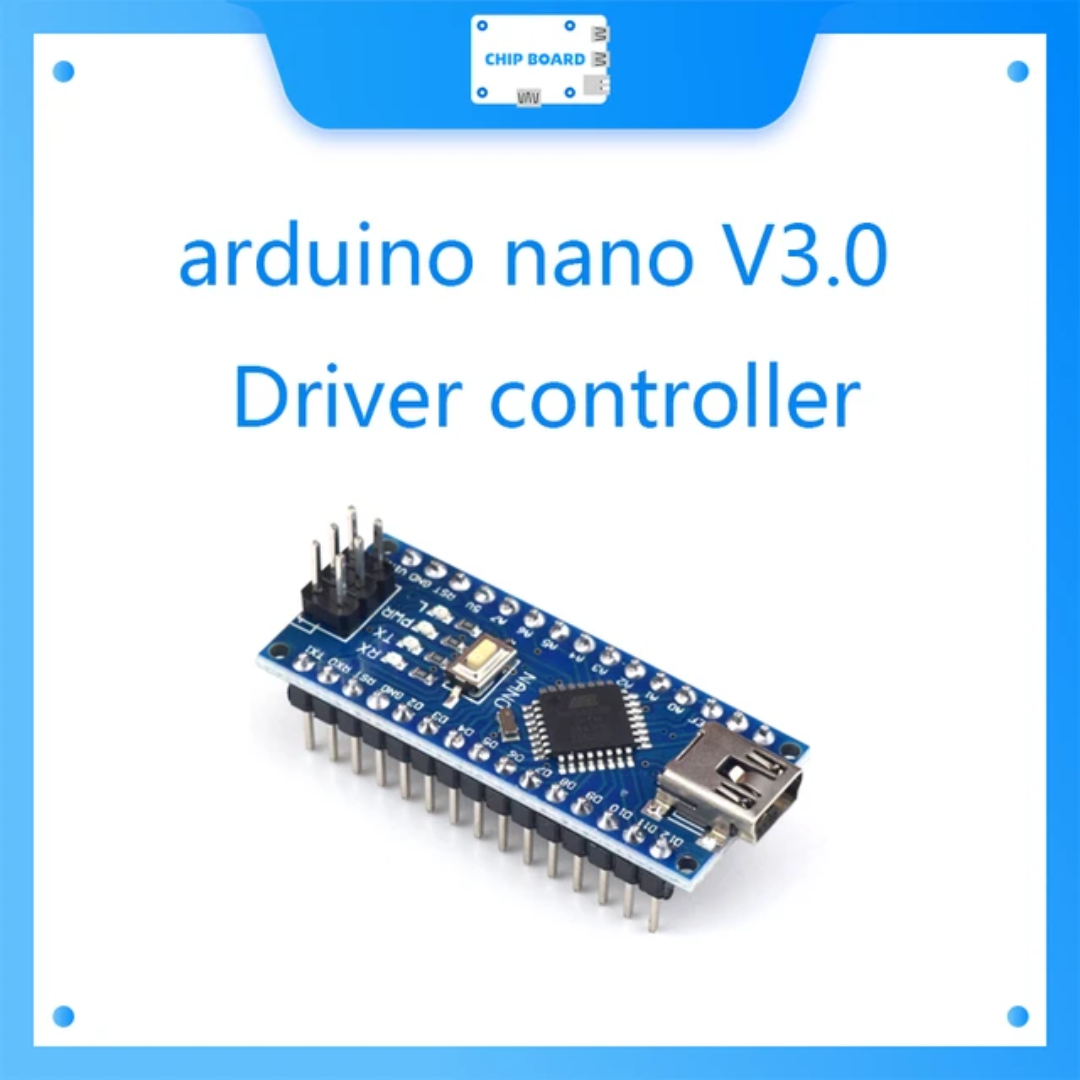 CHIP BOARD
arduino nano V3.0
Driver controller
VIN GND RST 5V A7 A6 A5 A4 A3 A2 A1 A0
L
PWR
TX
RX
NANO
TX1 RX0 RST GND D2 D3 D4 D5 D6 D7 D8 D9 D10 D11 D12